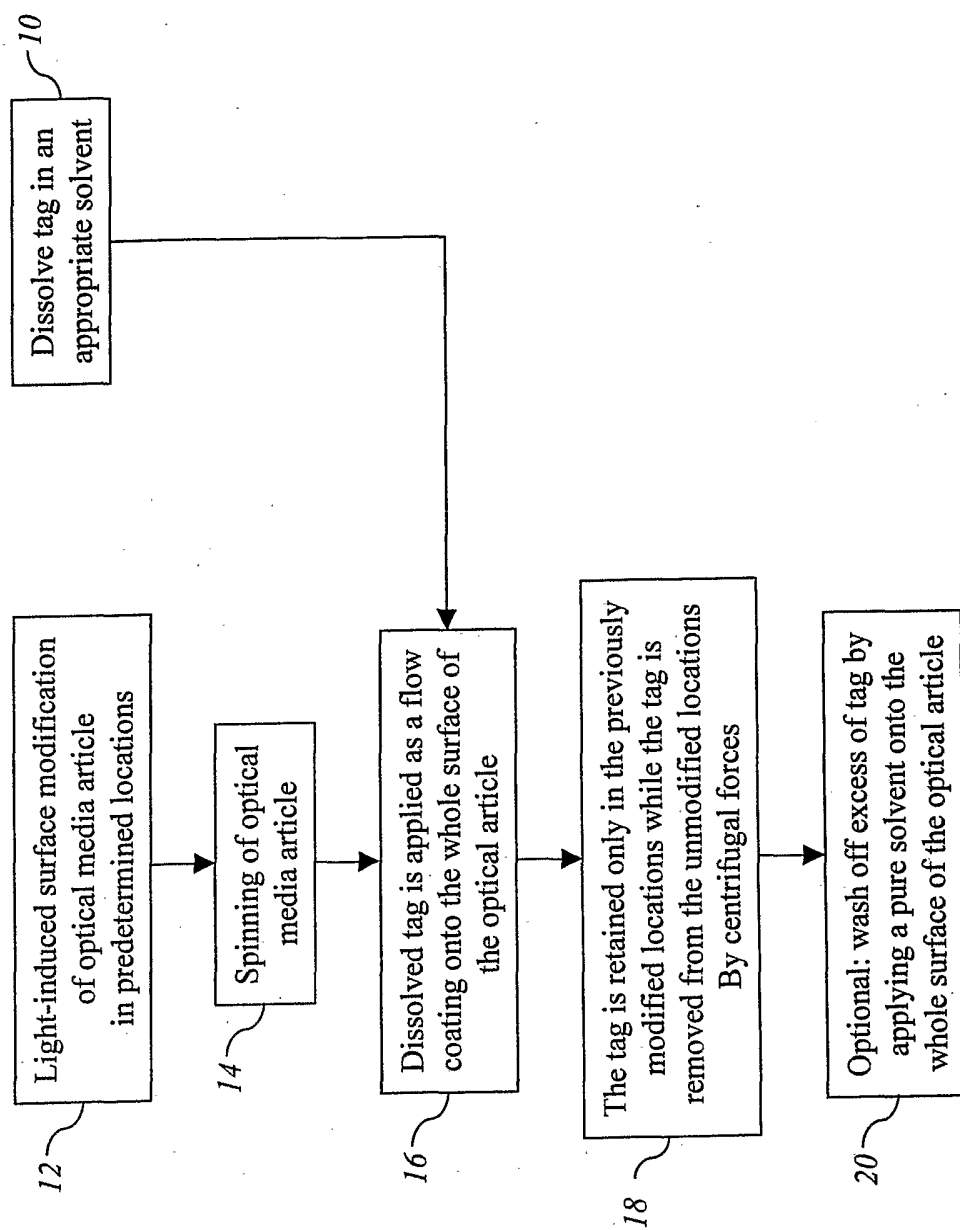 10
Dissolve tag in an
appropriate solvent
12
Light-induced surface modification
of optical media article
in predetermined locations
14
Spinning of optical
media article
16
Dissolved tag is applied as a flow
coating onto the whole surface of
the optical article
18
The tag is retained only in the previously
modified locations while the tag is
removed from the unmodified locations
By centrifugal forces
20
Optional: wash off excess of tag by
applying a pure solvent onto the
whole surface of the optical article